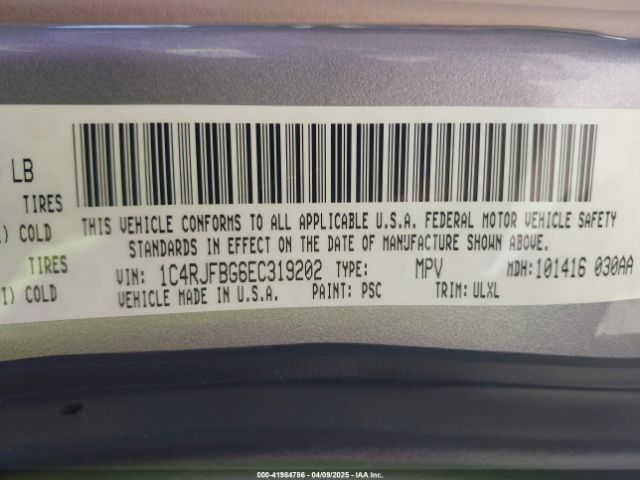 LB
TIRES
COLD
TIRES
COLD
THIS VEHICLE CONFORMS TO ALL APPLICABLE U.S.A. FEDERAL MOTOR VEHICLE SAFETY
STANDARDS IN EFFECT ON THE DATE OF MANUFACTURE SHOWN ABOVE.
VIN: 1C4RJFBG6EC319202 TYPE: MPV MDH:101416 030AA
VEHICLE MADE IN U.S.A. PAINT: PSC TRIM: ULXL
000-41984786 - 04/09/2025 - IAA Inc.